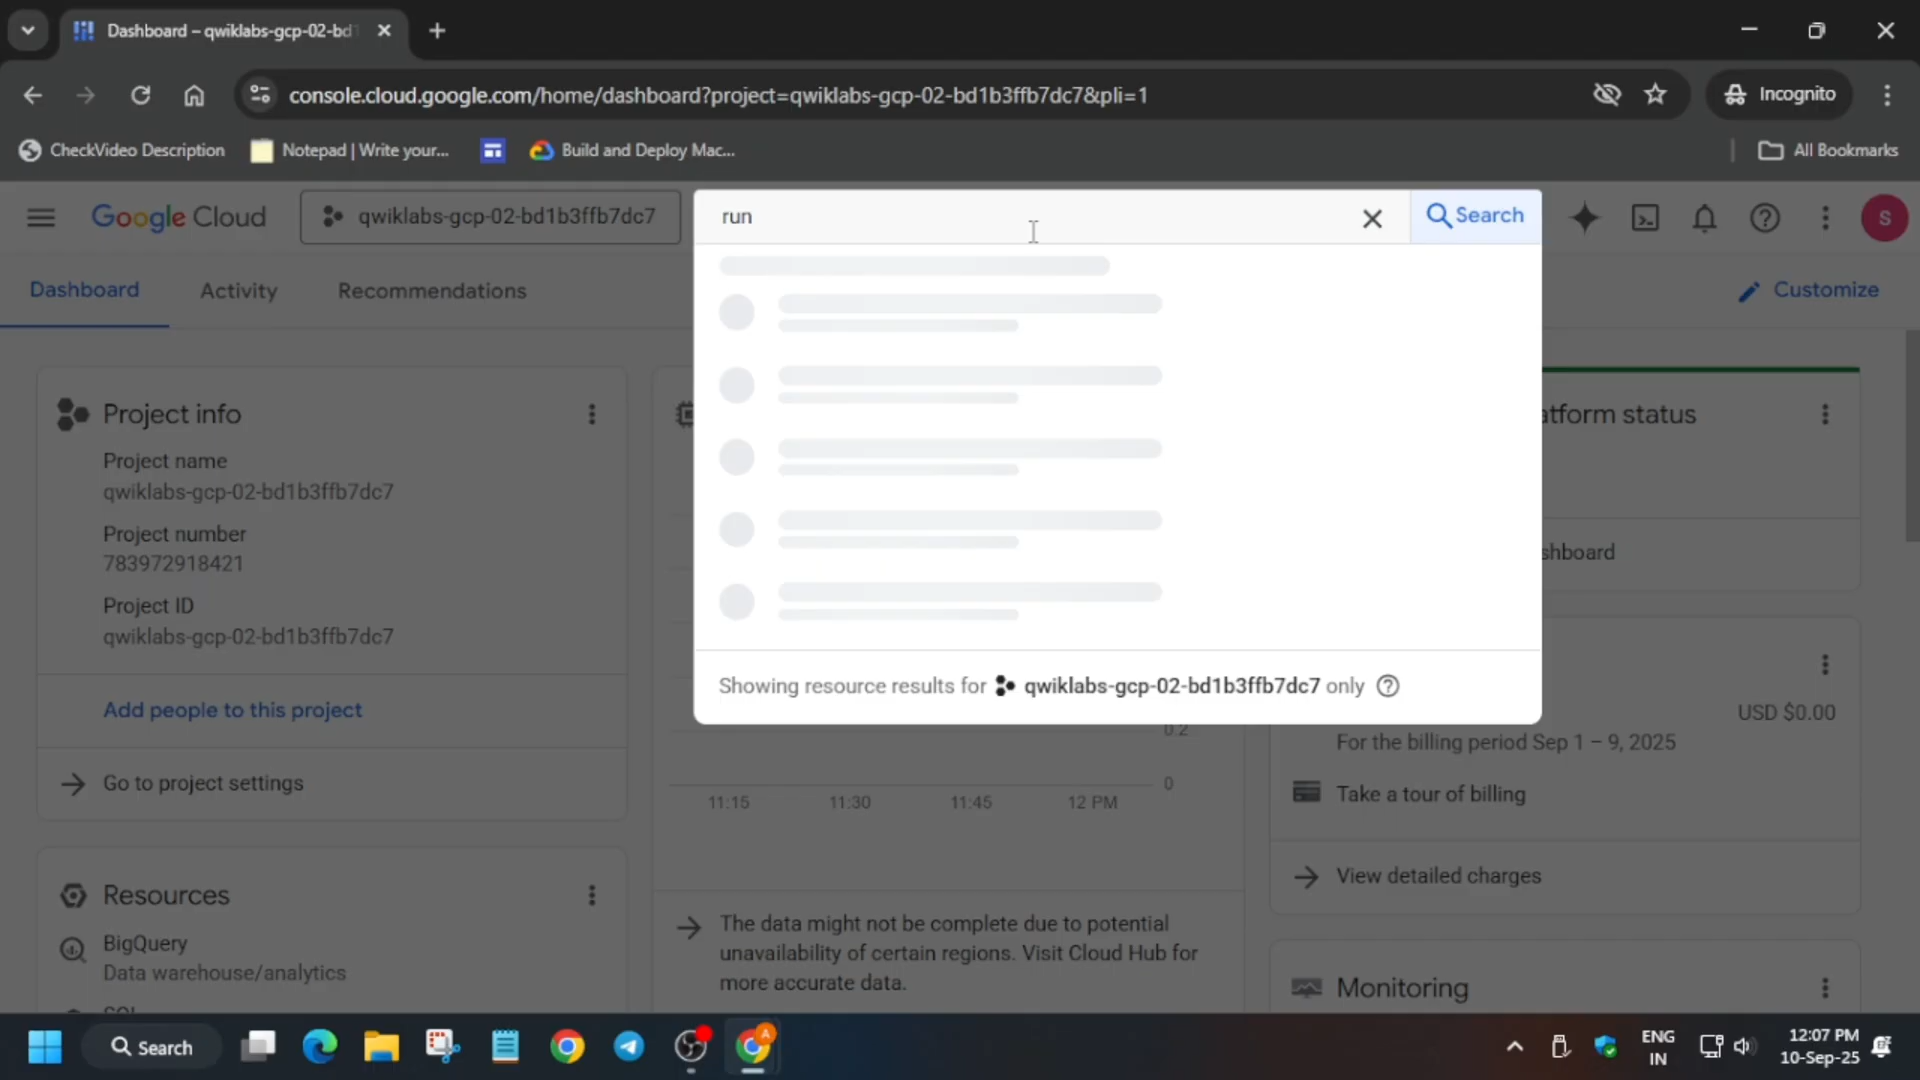 Dashboard – qwiklabs-gcp-02-bd1
console.cloud.google.com/home/dashboard?project=qwiklabs-gcp-02-bd1b3ffb7dc7&pli=1
Incognito
CheckVideo Description
Notepad | Write your...
Build and Deploy Mac...
All Bookmarks
Google Cloud
qwiklabs-gcp-02-bd1b3ffb7dc7
run
Search
S
Dashboard
Activity
Recommendations
Customize
Project info
Project name
qwiklabs-gcp-02-bd1b3ffb7dc7
Project number
783972918421
Project ID
qwiklabs-gcp-02-bd1b3ffb7dc7
Add people to this project
Go to project settings
Resources
BigQuery
Data warehouse/analytics
SQL
Showing resource results for qwiklabs-gcp-02-bd1b3ffb7dc7 only
0.2
0
11:15
11:30
11:45
12 PM
The data might not be complete due to potential
unavailability of certain regions. Visit Cloud Hub for
more accurate data.
atform status
shboard
USD $0.00
For the billing period Sep 1 – 9, 2025
Take a tour of billing
View detailed charges
Monitoring
Search
A
ENG
IN
12:07 PM
10-Sep-25